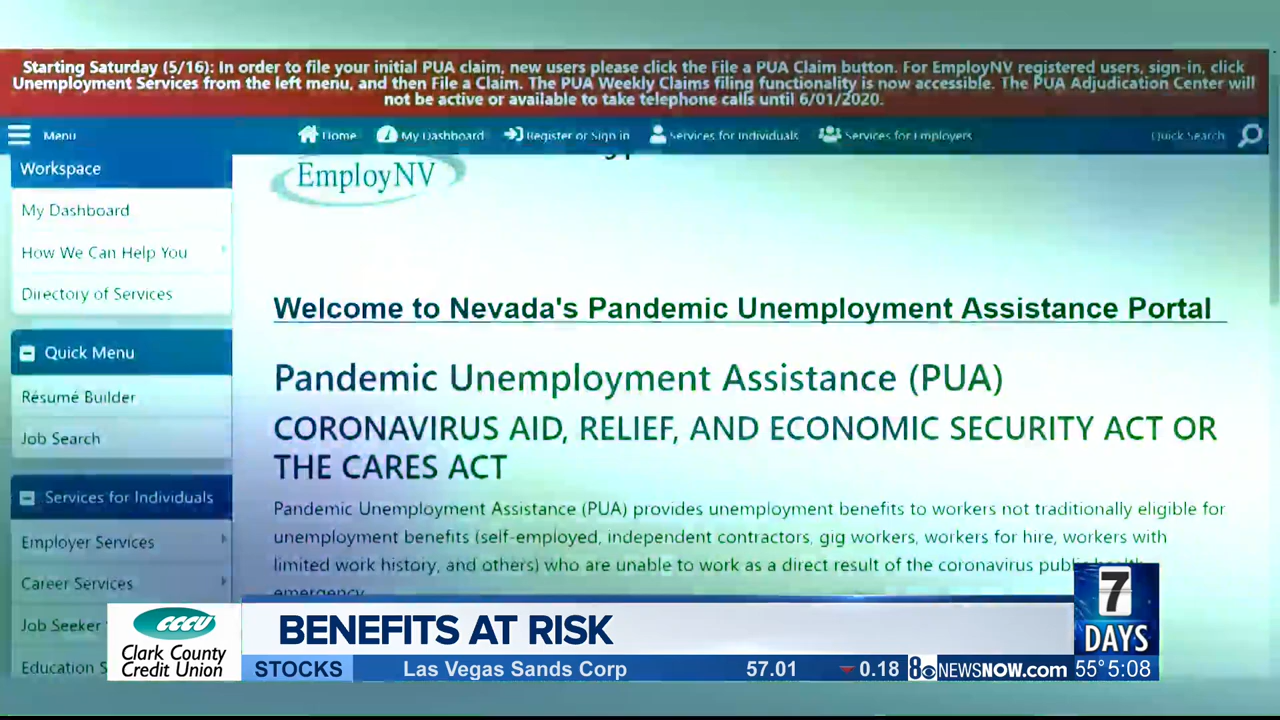 Starting Saturday (5/16): In order to file your initial PUA claim, new users please click the File a PUA Claim button. For EmployNV registered users, sign-in, click
Unemployment Services from the left menu, and then File a Claim. The PUA Weekly Claims filing functionality is now accessible. The PUA Adjudication Center will
not be active or available to take telephone calls until 6/01/2020.
Menu Home My Dashboard Register or Sign in Services for Individuals Services for Employers Quick Search
EmployNV
Workspace
My Dashboard
How We Can Help You
Directory of Services
Quick Menu
Résumé Builder
Job Search
Services for Individuals
Employer Services
Career Services
Job Seeker
Education S
Welcome to Nevada's Pandemic Unemployment Assistance Portal
Pandemic Unemployment Assistance (PUA)
CORONAVIRUS AID, RELIEF, AND ECONOMIC SECURITY ACT OR
THE CARES ACT
Pandemic Unemployment Assistance (PUA) provides unemployment benefits to workers not traditionally eligible for
unemployment benefits (self-employed, independent contractors, gig workers, workers for hire, workers with
limited work history, and others) who are unable to work as a direct result of the coronavirus public health
emergency
CCCU
Clark County
Credit Union
BENEFITS AT RISK
7
DAYS
STOCKS Las Vegas Sands Corp 57.01 0.18 8 NEWSNOW.com 55° 5:08